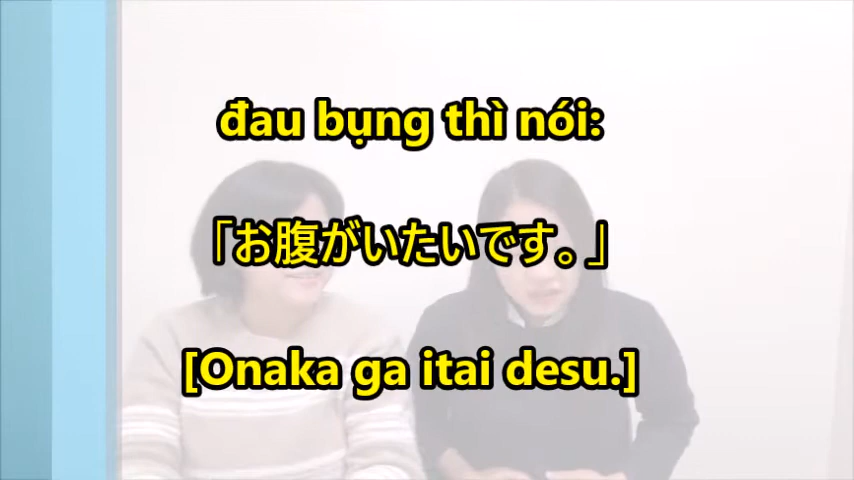 đau bụng thì nói:
「お腹がいたいです。」
[Onaka ga itai desu.]